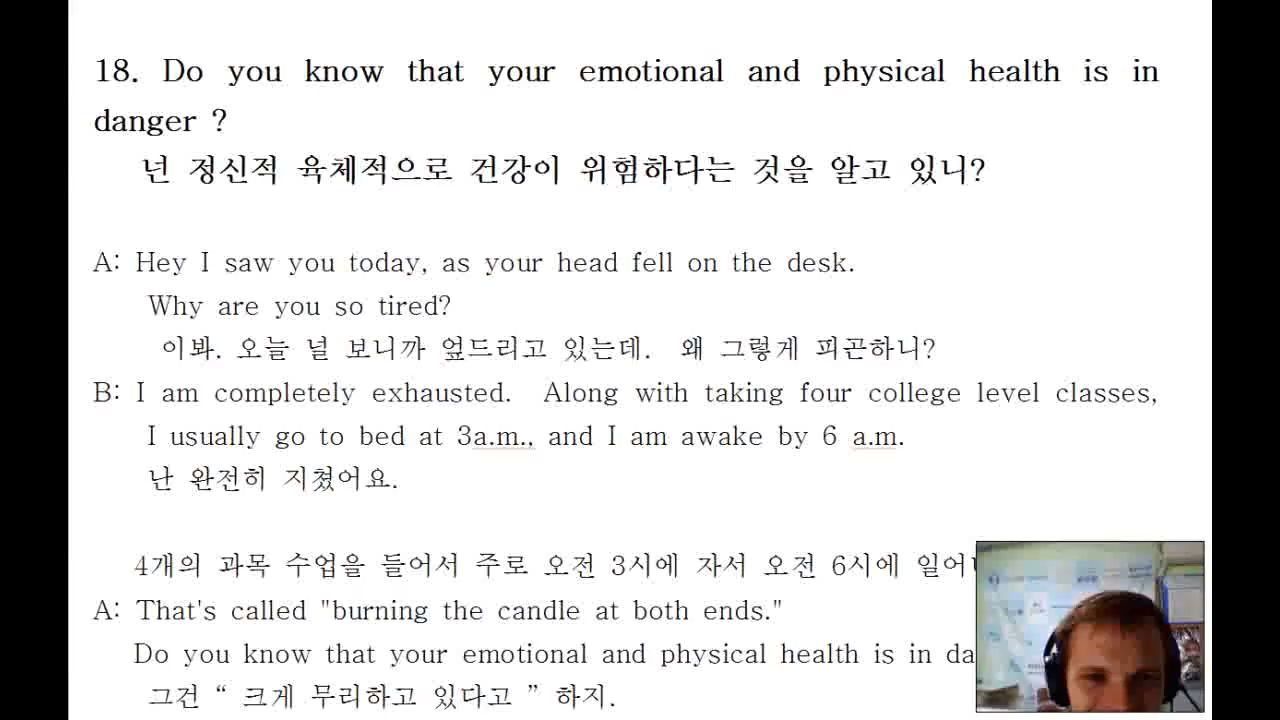 18. Do you know that your emotional and physical health is in
danger ?
넌 정신적 육체적으로 건강이 위험하다는 것을 알고 있니?
A: Hey I saw you today, as your head fell on the desk.
Why are you so tired?
이봐. 오늘 널 보니까 엎드리고 있는데. 왜 그렇게 피곤하니?
B: I am completely exhausted. Along with taking four college level classes,
I usually go to bed at 3a.m., and I am awake by 6 a.m.
난 완전히 지쳤어요.
4개의 과목 수업을 들어서 주로 오전 3시에 자서 오전 6시에
A: That's called "burning the candle at both ends."
Do you know that your emotional and physical health is in
그건 “ 크게 무리하고 있다고 ” 하지.